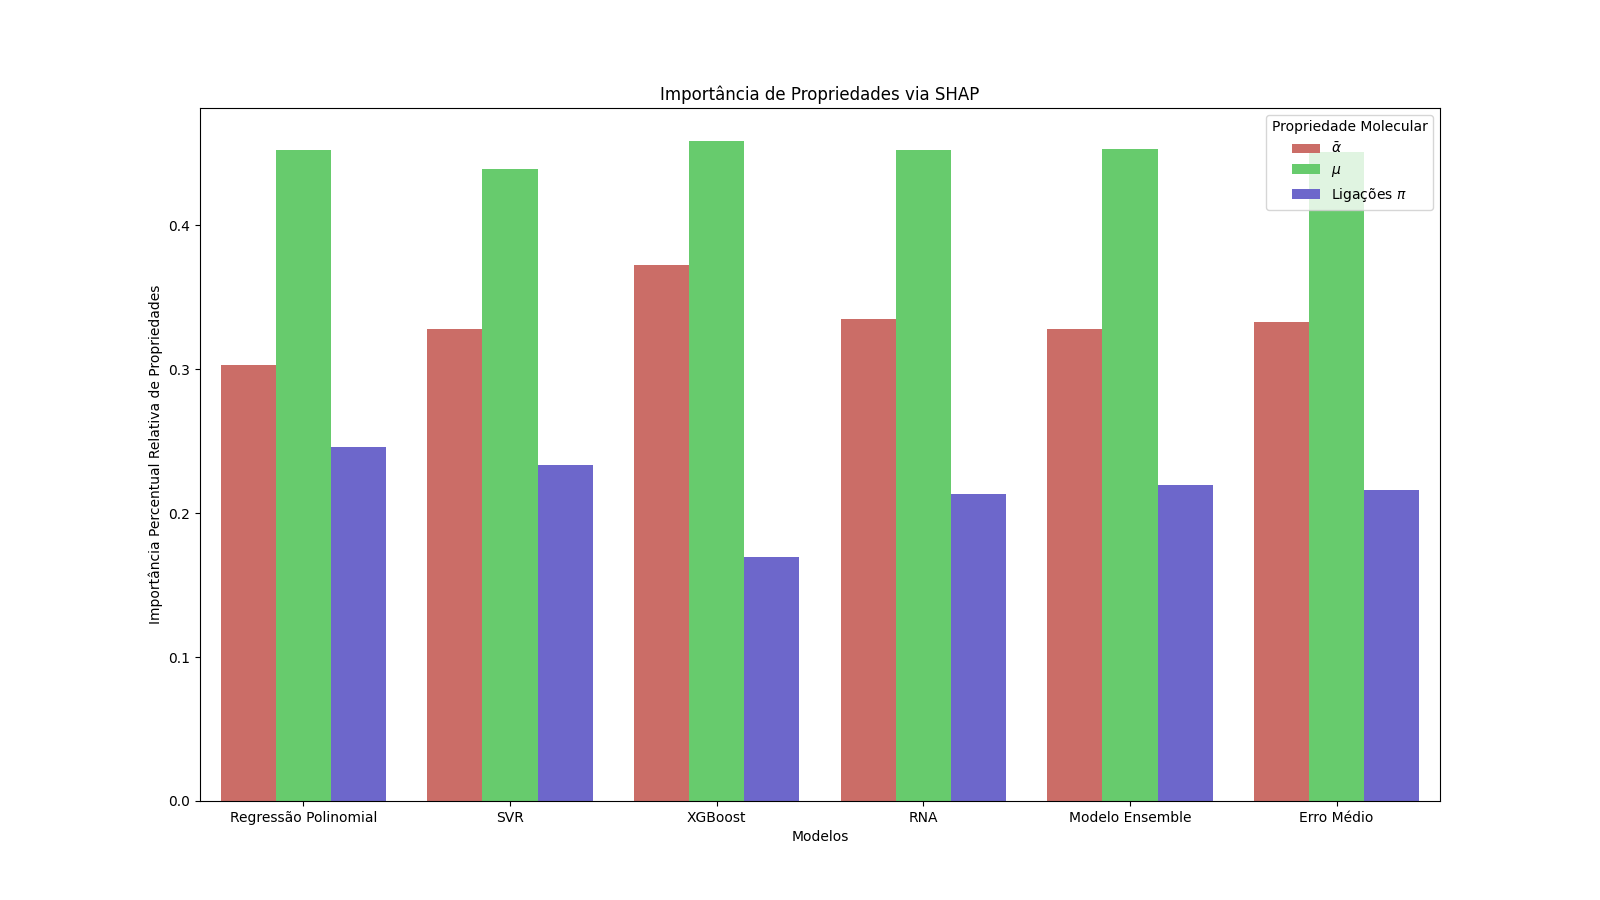 Importância de Propriedades via SHAP
Propriedade Molecular
ᾱ
μ
Ligações π
Importância Percentual Relativa de Propriedades
0.4
0.3
0.2
0.1
0.0
Regressão Polinomial SVR XGBoost RNA Modelo Ensemble Erro Médio
Modelos